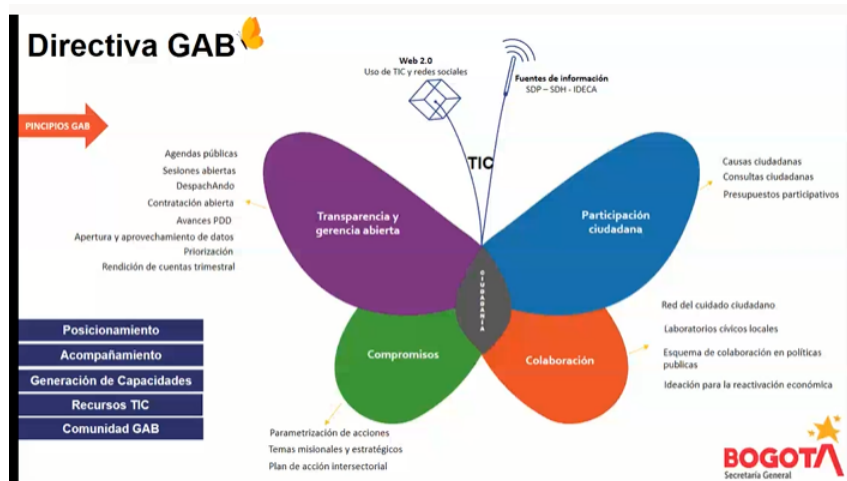 Directiva GAB
PINCIPIOS GAB
Web 2.0
Uso de TIC y redes sociales
Fuentes de información
SDP – SDH - IDECA
TIC
Agendas públicas
Sesiones abiertas
DespachAndo
Contratación abierta
Avances PDD
Apertura y aprovechamiento de datos
Priorización
Rendición de cuentas trimestral
Transparencia y
gerencia abierta
Participación
ciudadana
Causas ciudadanas
Consultas ciudadanas
Presupuestos participativos
CIUDADANIA
Compromisos
Colaboración
Red del cuidado ciudadano
Laboratorios cívicos locales
Esquema de colaboración en políticas
publicas
Ideación para la reactivación económica
Parametrización de acciones
Temas misionales y estratégicos
Plan de acción intersectorial
Posicionamiento
Acompañamiento
Generación de Capacidades
Recursos TIC
Comunidad GAB
BOGOTA
Secretaría General